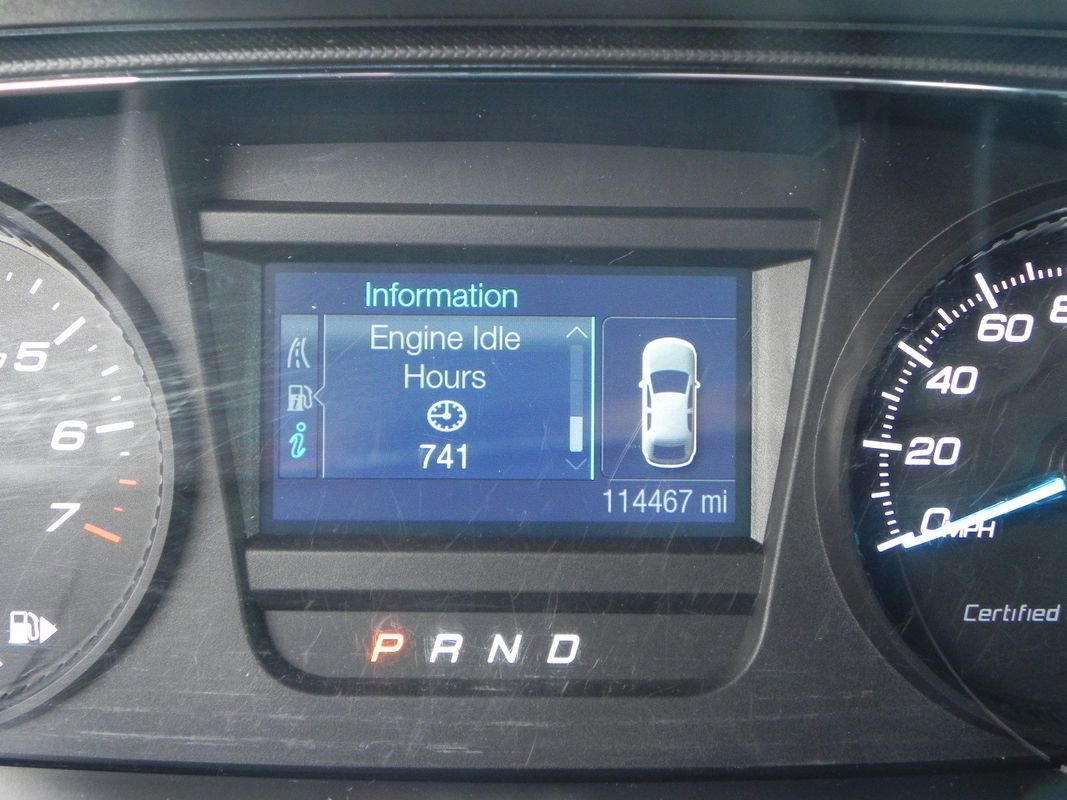 Information
Engine Idle
Hours
741
114467 mi
5
6
7
P R N D
60
40
20
0
MPH
Certified